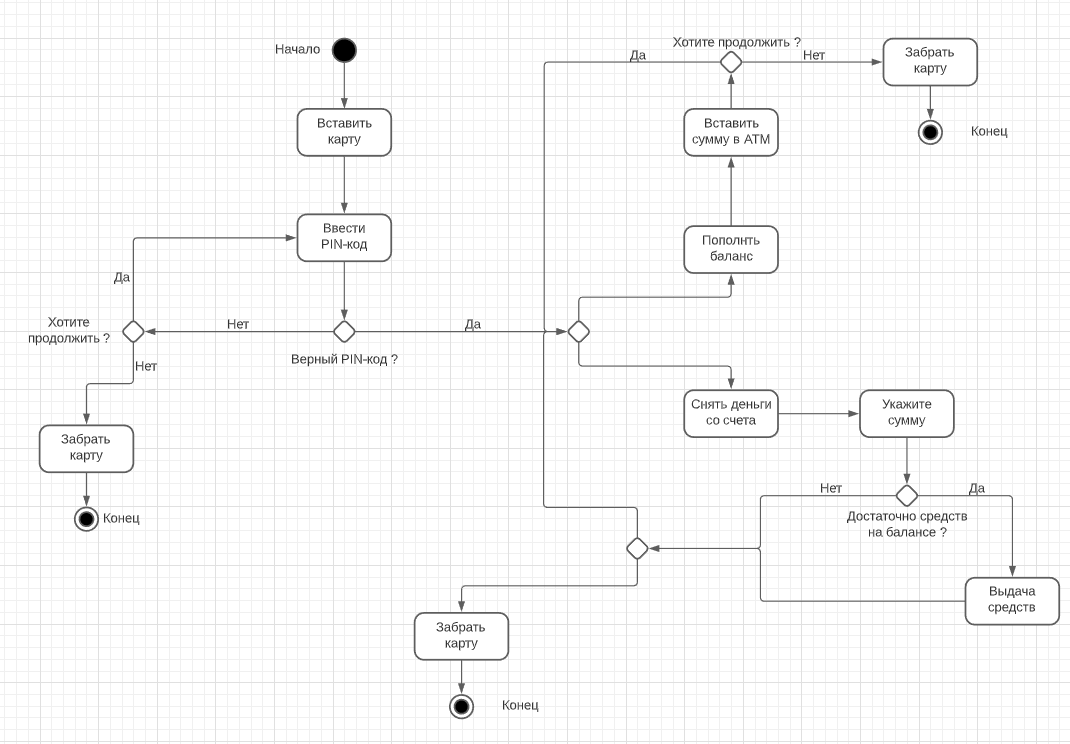 Начало
Вставить
карту
Ввести
PIN-код
Да
Хотите
продолжить ?
Нет
Нет
Забрать
карту
Конец
Верный PIN-код ?
Да
Хотите продолжить ?
Да
Нет
Забрать
карту
Конец
Вставить
сумму в АТМ
Пополнть
баланс
Снять деньги
со счета
Укажите
сумму
Нет
Да
Достаточно средств
на балансе ?
Выдача
средств
Забрать
карту
Конец